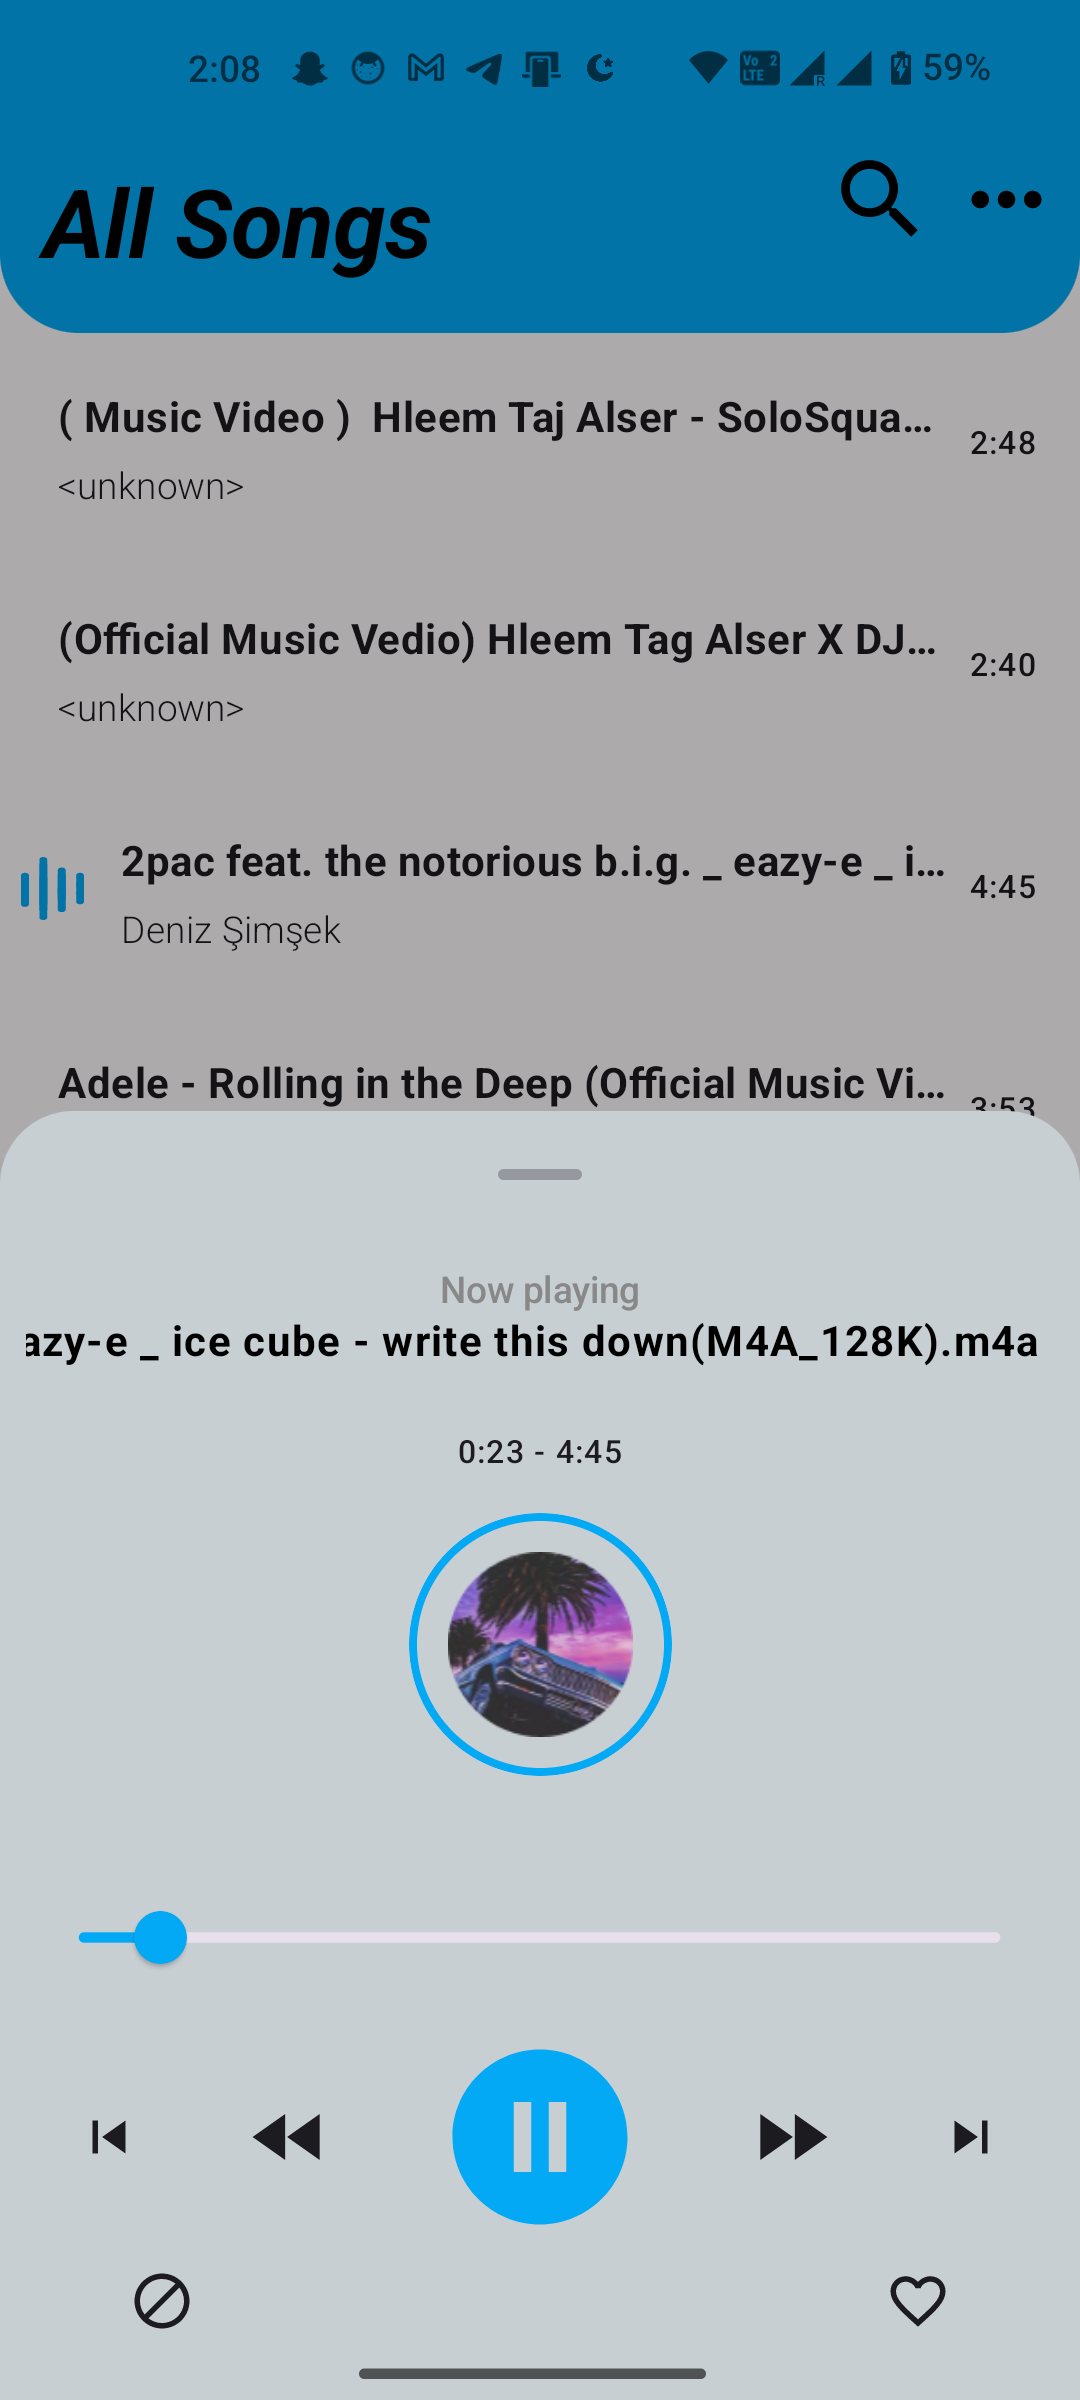 2:08 Vo 2 LTE R 59%
All Songs
( Music Video ) Hleem Taj Alser - SoloSqua...
2:48
<unknown>
(Official Music Vedio) Hleem Tag Alser X DJ...
2:40
<unknown>
2pac feat. the notorious b.i.g. _ eazy-e _ i...
4:45
Deniz Şimşek
Adele - Rolling in the Deep (Official Music Vi...
3:53
Now playing
azy-e _ ice cube - write this down(M4A_128K).m4a
0:23 - 4:45